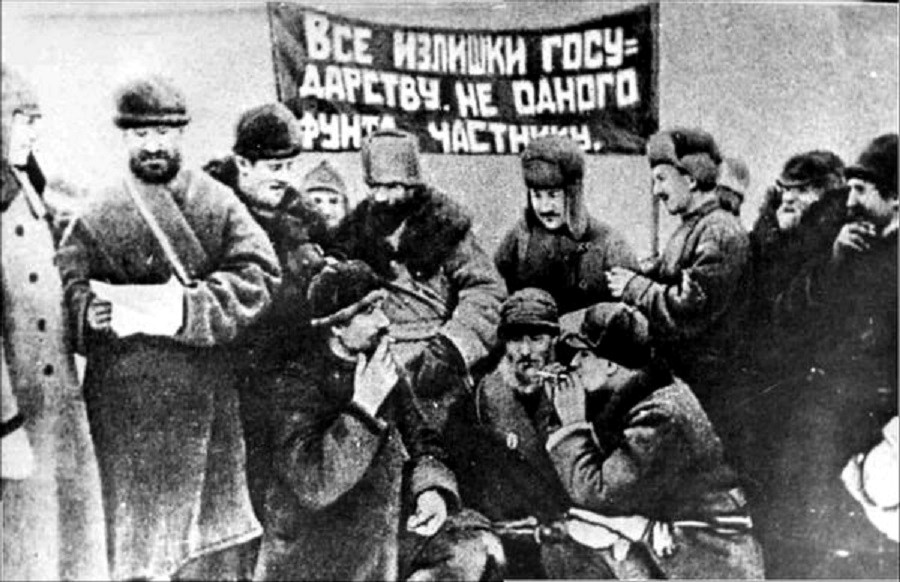 ВСЕ ИЗЛИШКИ ГОСУ=
ДАРСТВУ. НЕ ОДНОГО
ФУНТА ЧАСТНИКУ.